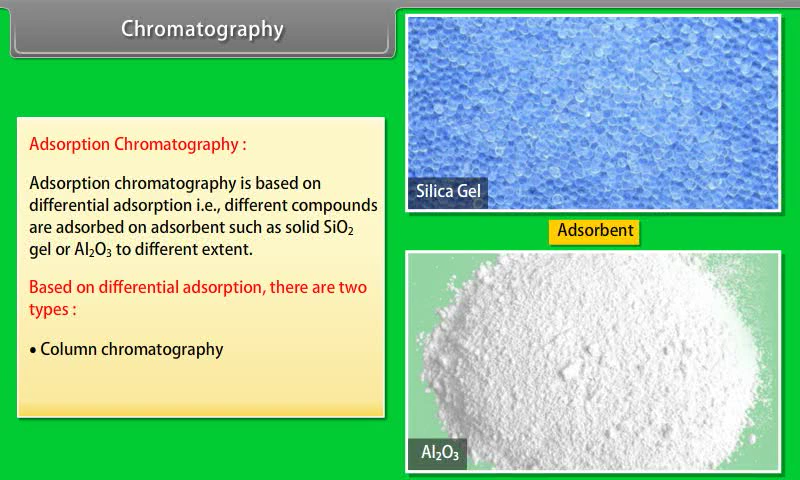 Chromatography
Adsorption Chromatography :
Adsorption chromatography is based on
differential adsorption i.e., different compounds
are adsorbed on adsorbent such as solid SiO₂
gel or Al₂O₃ to different extent.
Based on differential adsorption, there are two
types :
• Column chromatography
Silica Gel
Adsorbent
Al₂O₃